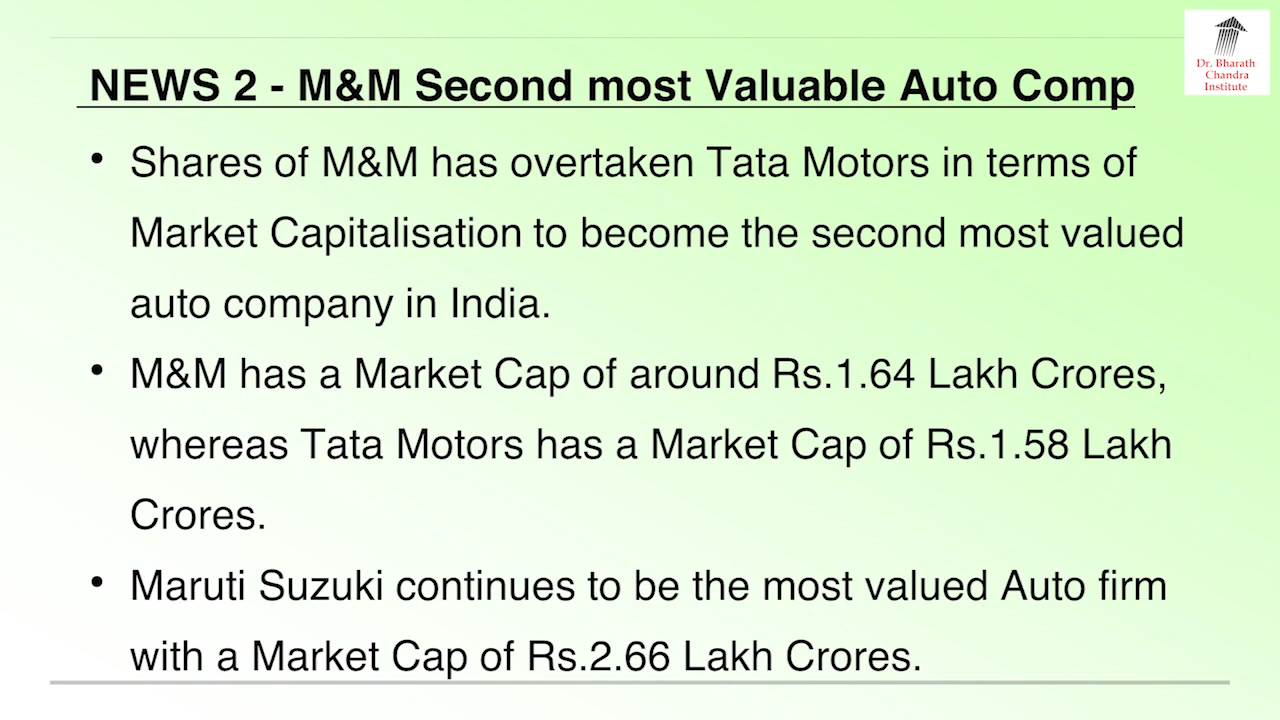 NEWS 2 - M&M Second most Valuable Auto Comp
Dr. Bharath
Chandra
Institute
• Shares of M&M has overtaken Tata Motors in terms of
Market Capitalisation to become the second most valued
auto company in India.
• M&M has a Market Cap of around Rs.1.64 Lakh Crores,
whereas Tata Motors has a Market Cap of Rs.1.58 Lakh
Crores.
• Maruti Suzuki continues to be the most valued Auto firm
with a Market Cap of Rs.2.66 Lakh Crores.